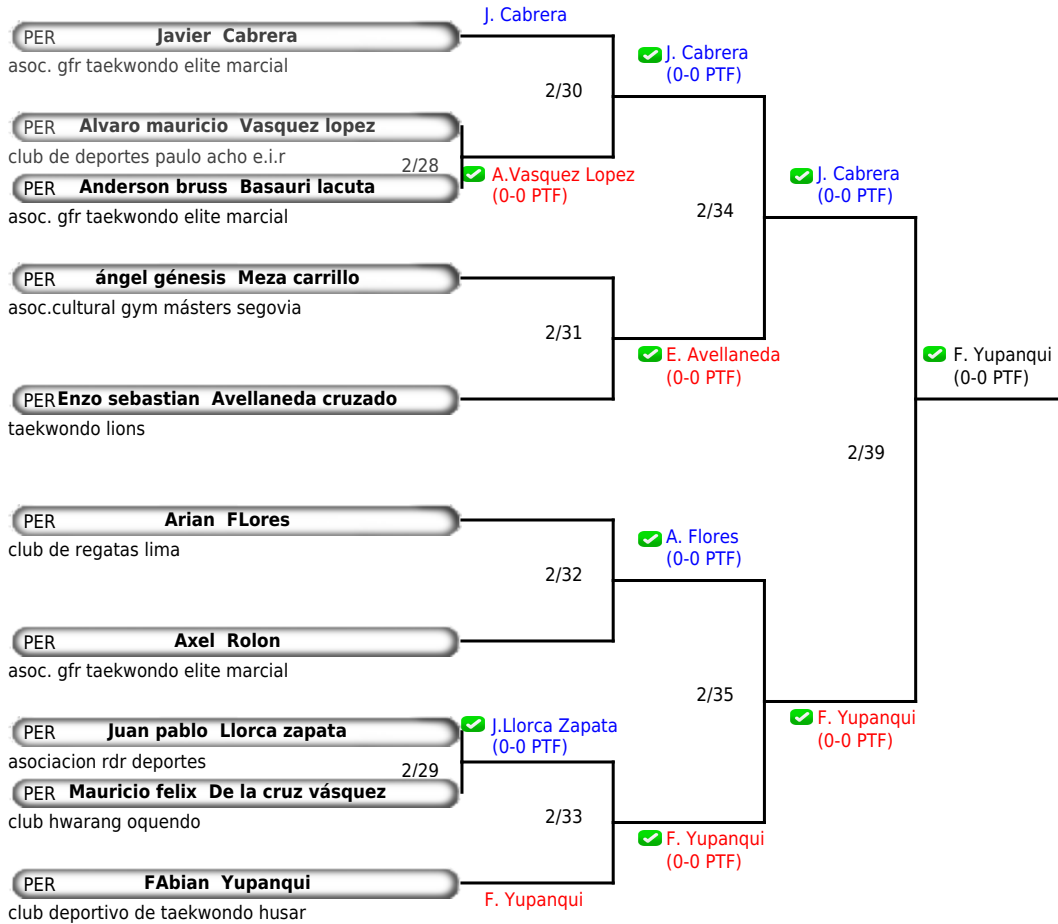 J. Cabrera
PER Javier Cabrera
asoc. gfr taekwondo elite marcial
J. Cabrera
(0-0 PTF)
2/30
PER Alvaro mauricio Vasquez lopez
club de deportes paulo acho e.i.r
2/28
A.Vasquez Lopez
(0-0 PTF)
PER Anderson bruss Basauri lacuta
asoc. gfr taekwondo elite marcial
J. Cabrera
(0-0 PTF)
2/34
PER ángel génesis Meza carrillo
asoc.cultural gym másters segovia
2/31
E. Avellaneda
(0-0 PTF)
F. Yupanqui
(0-0 PTF)
PER Enzo sebastian Avellaneda cruzado
taekwondo lions
2/39
PER Arian FLores
club de regatas lima
A. Flores
(0-0 PTF)
2/32
PER Axel Rolon
asoc. gfr taekwondo elite marcial
2/35
F. Yupanqui
(0-0 PTF)
PER Juan pablo Llorca zapata
asociacion rdr deportes
J.Llorca Zapata
(0-0 PTF)
2/29
PER Mauricio felix De la cruz vásquez
club hwarang oquendo
2/33
F. Yupanqui
(0-0 PTF)
PER FAbian Yupanqui
F. Yupanqui
club deportivo de taekwondo husar